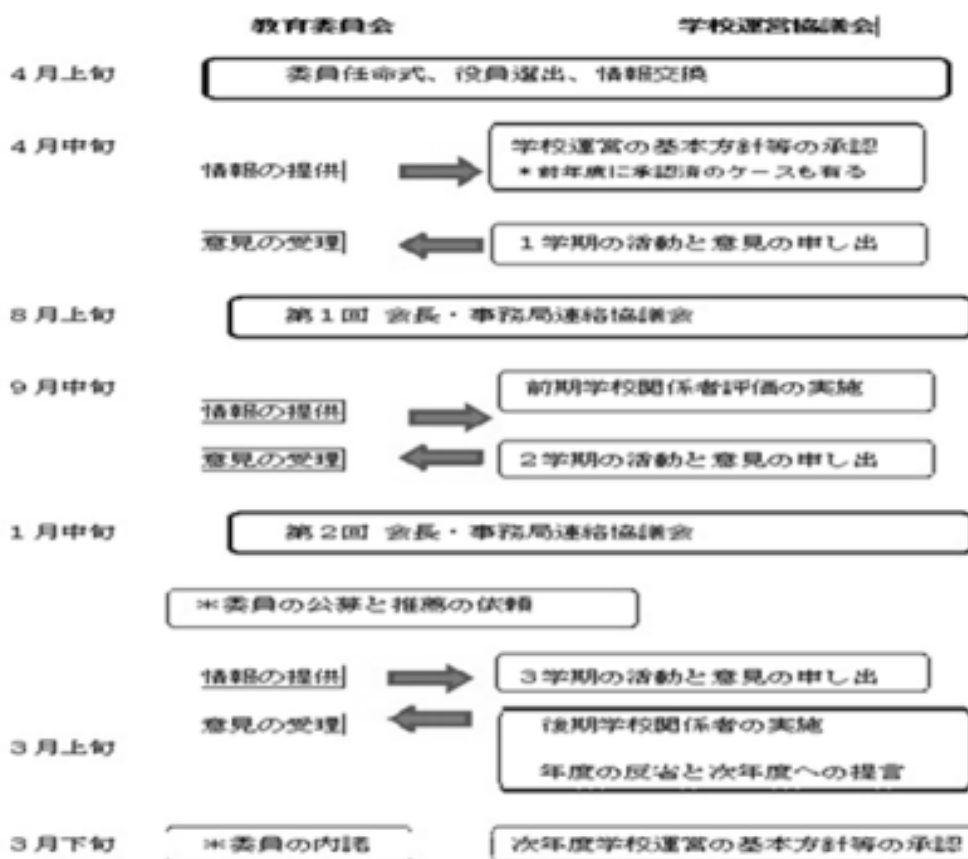 教育委員会 学校運営協議会
4月上旬 委員任命式、役員選出、情報交換
4月中旬 学校運営の基本方針等の承認
情報の提供 *前年度に承認済のケースも有る
意見の受理 1学期の活動と意見の申し出
8月上旬 第1回 会長・事務局連絡協議会
9月中旬 前期学校関係者評価の実施
情報の提供
意見の受理 2学期の活動と意見の申し出
1月中旬 第2回 会長・事務局連絡協議会
*委員の公募と推薦の依頼
情報の提供 3学期の活動と意見の申し出
意見の受理 後期学校関係者の実施
3月上旬 年度の反省と次年度への提言
3月下旬 *委員の内諾 次年度学校運営の基本方針等の承認